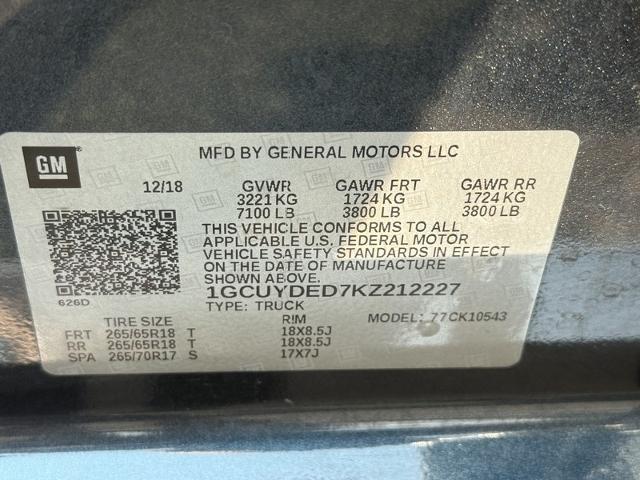 GM
MFD BY GENERAL MOTORS LLC
12/18 GVWR GAWR FRT GAWR RR
3221 KG 1724 KG 1724 KG
7100 LB 3800 LB 3800 LB
THIS VEHICLE CONFORMS TO ALL
APPLICABLE U.S. FEDERAL MOTOR
VEHICLE SAFETY STANDARDS IN EFFECT
ON THE DATE OF MANUFACTURE
SHOWN ABOVE.
626D
1GCUYDED7KZ212227
TYPE: TRUCK
TIRE SIZE RIM MODEL: 77CK10543
FRT 265/65R18 T 18X8.5J
RR 265/65R18 T 18X8.5J
SPA 265/70R17 S 17X7J